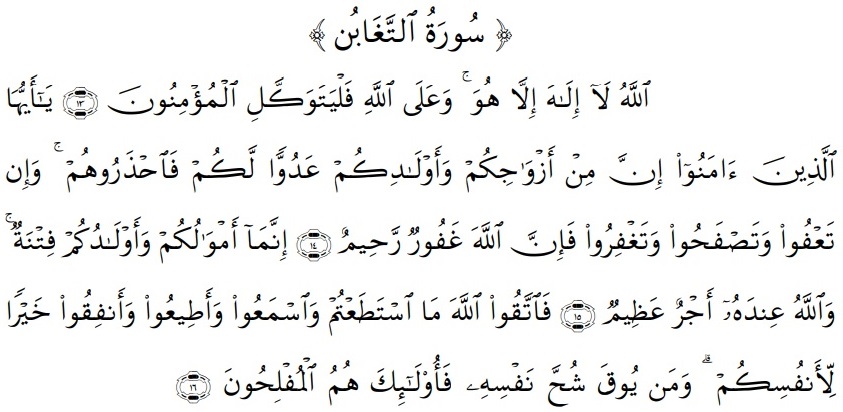 ﴿ سُورَةُ ٱلتَّغَابُن ﴾
ٱللَّهُ لَآ إِلَـٰهَ إِلَّا هُوَ ۚ وَعَلَى ٱللَّهِ فَلْيَتَوَكَّلِ ٱلْمُؤْمِنُونَ ۝١٣ يَـٰٓأَيُّهَا
ٱلَّذِينَ ءَامَنُوٓا۟ إِنَّ مِنْ أَزْوَٰجِكُمْ وَأَوْلَـٰدِكُمْ عَدُوًّا لَّكُمْ فَٱحْذَرُوهُمْ ۚ وَإِن
تَعْفُوا۟ وَتَصْفَحُوا۟ وَتَغْفِرُوا۟ فَإِنَّ ٱللَّهَ غَفُورٌ رَّحِيمٌ ۝١٤ إِنَّمَآ أَمْوَٰلُكُمْ وَأَوْلَـٰدُكُمْ فِتْنَةٌ ۚ
وَٱللَّهُ عِندَهُۥٓ أَجْرٌ عَظِيمٌ ۝١٥ فَٱتَّقُوا۟ ٱللَّهَ مَا ٱسْتَطَعْتُمْ وَٱسْمَعُوا۟ وَأَطِيعُوا۟ وَأَنفِقُوا۟ خَيْرًا
لِّأَنفُسِكُمْ ۗ وَمَن يُوقَ شُحَّ نَفْسِهِۦ فَأُو۟لَـٰٓئِكَ هُمُ ٱلْمُفْلِحُونَ ۝١٦